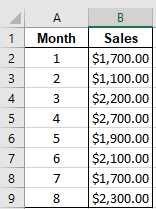 A B
1 Month Sales
2 1 $1,700.00
3 2 $1,100.00
4 3 $2,200.00
5 4 $2,700.00
6 5 $1,900.00
7 6 $2,100.00
8 7 $1,700.00
9 8 $2,300.00